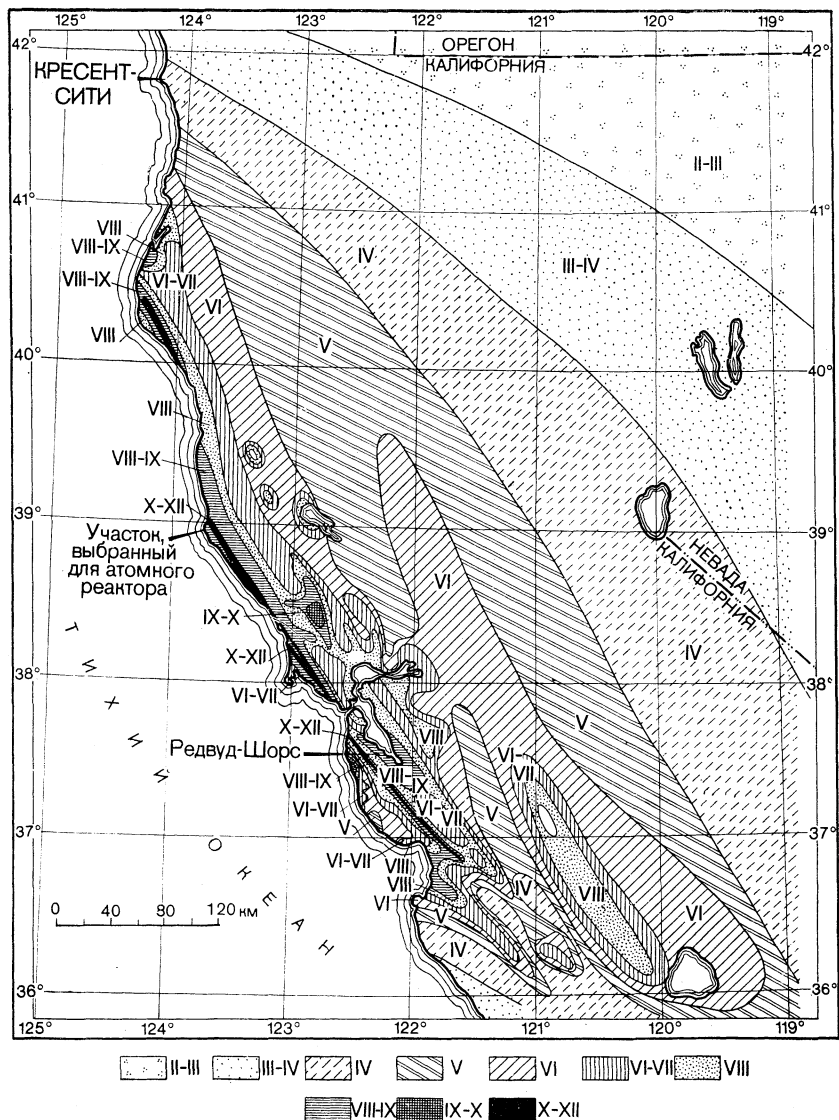 125°
124°
123°
122°
121°
120°
119°
42°
42°
ОРЕГОН
КАЛИФОРНИЯ
КРЕСЕНТ-
СИТИ
II-III
41°
41°
VIII
VIII-IX
IV
III-IV
VIII-IX
VI-VII
VI
VIII
V
40°
40°
VIII
VIII-IX
X-XII
39°
39°
Участок,
выбранный
для атомного
реактора
НЕВАДА
КАЛИФОРНИЯ
VI
IX-X
IV
X-XII
38°
38°
VI-VII
V
X-XII
VIII
Редвуд-Шорс
VI-
VII
VIII-IX
VIII-
IX
VI-VII
VI-
VII
V
V
37°
37°
VI-VII
VIII
VIII
IV
VIII
VI
VI
V
IV
0 40 80 120 км
ТИХИЙ
ОКЕАН
36°
36°
125°
124°
123°
122°
121°
120°
119°
II-III
III-IV
IV
V
VI
VI-VII
VIII
VIII-IX
IX-X
X-XII